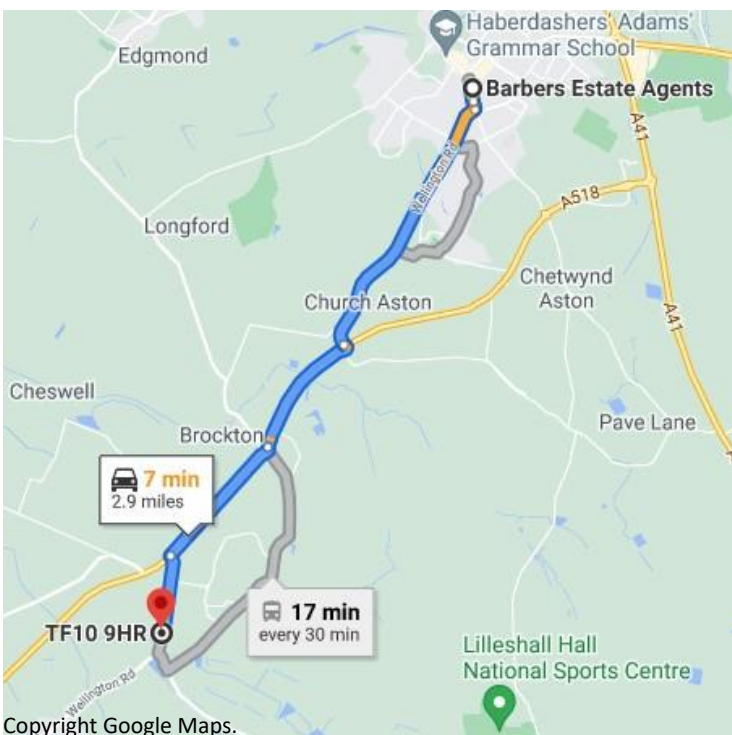 Haberdashers' Adams'
Grammar School
Edgmond
Barbers Estate Agents
A41
Wellington Rd
A518
Longford
Chetwynd
Aston
Church Aston
A41
Cheswell
Pave Lane
Brockton
7 min
2.9 miles
17 min
every 30 min
TF10 9HR
Lilleshall Hall
National Sports Centre
Wellington Rd
Copyright Google Maps.